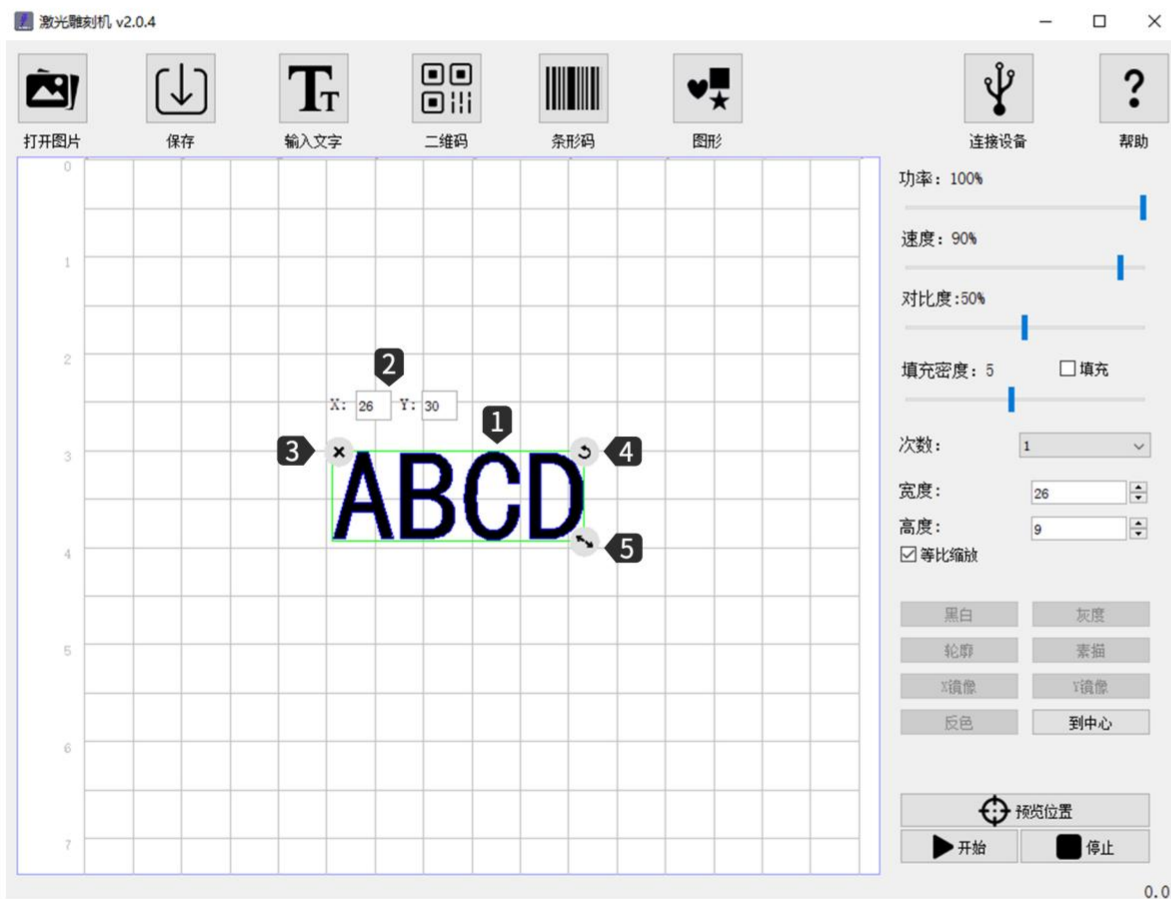 激光雕刻机 v2.0.4
打开图片 保存 输入文字 二维码 条形码 图形 连接设备 帮助
功率：100%
速度：90%
对比度:50%
填充密度：5 填充
次数： 1
宽度： 26
高度： 9
等比缩放
黑白 灰度
轮廓 素描
X镜像 Y镜像
反色 到中心
预览位置
开始 停止
0.0
0
1
2
3
4
5
6
7
2
X: 26 Y: 30
1
3 4
ABCD
5